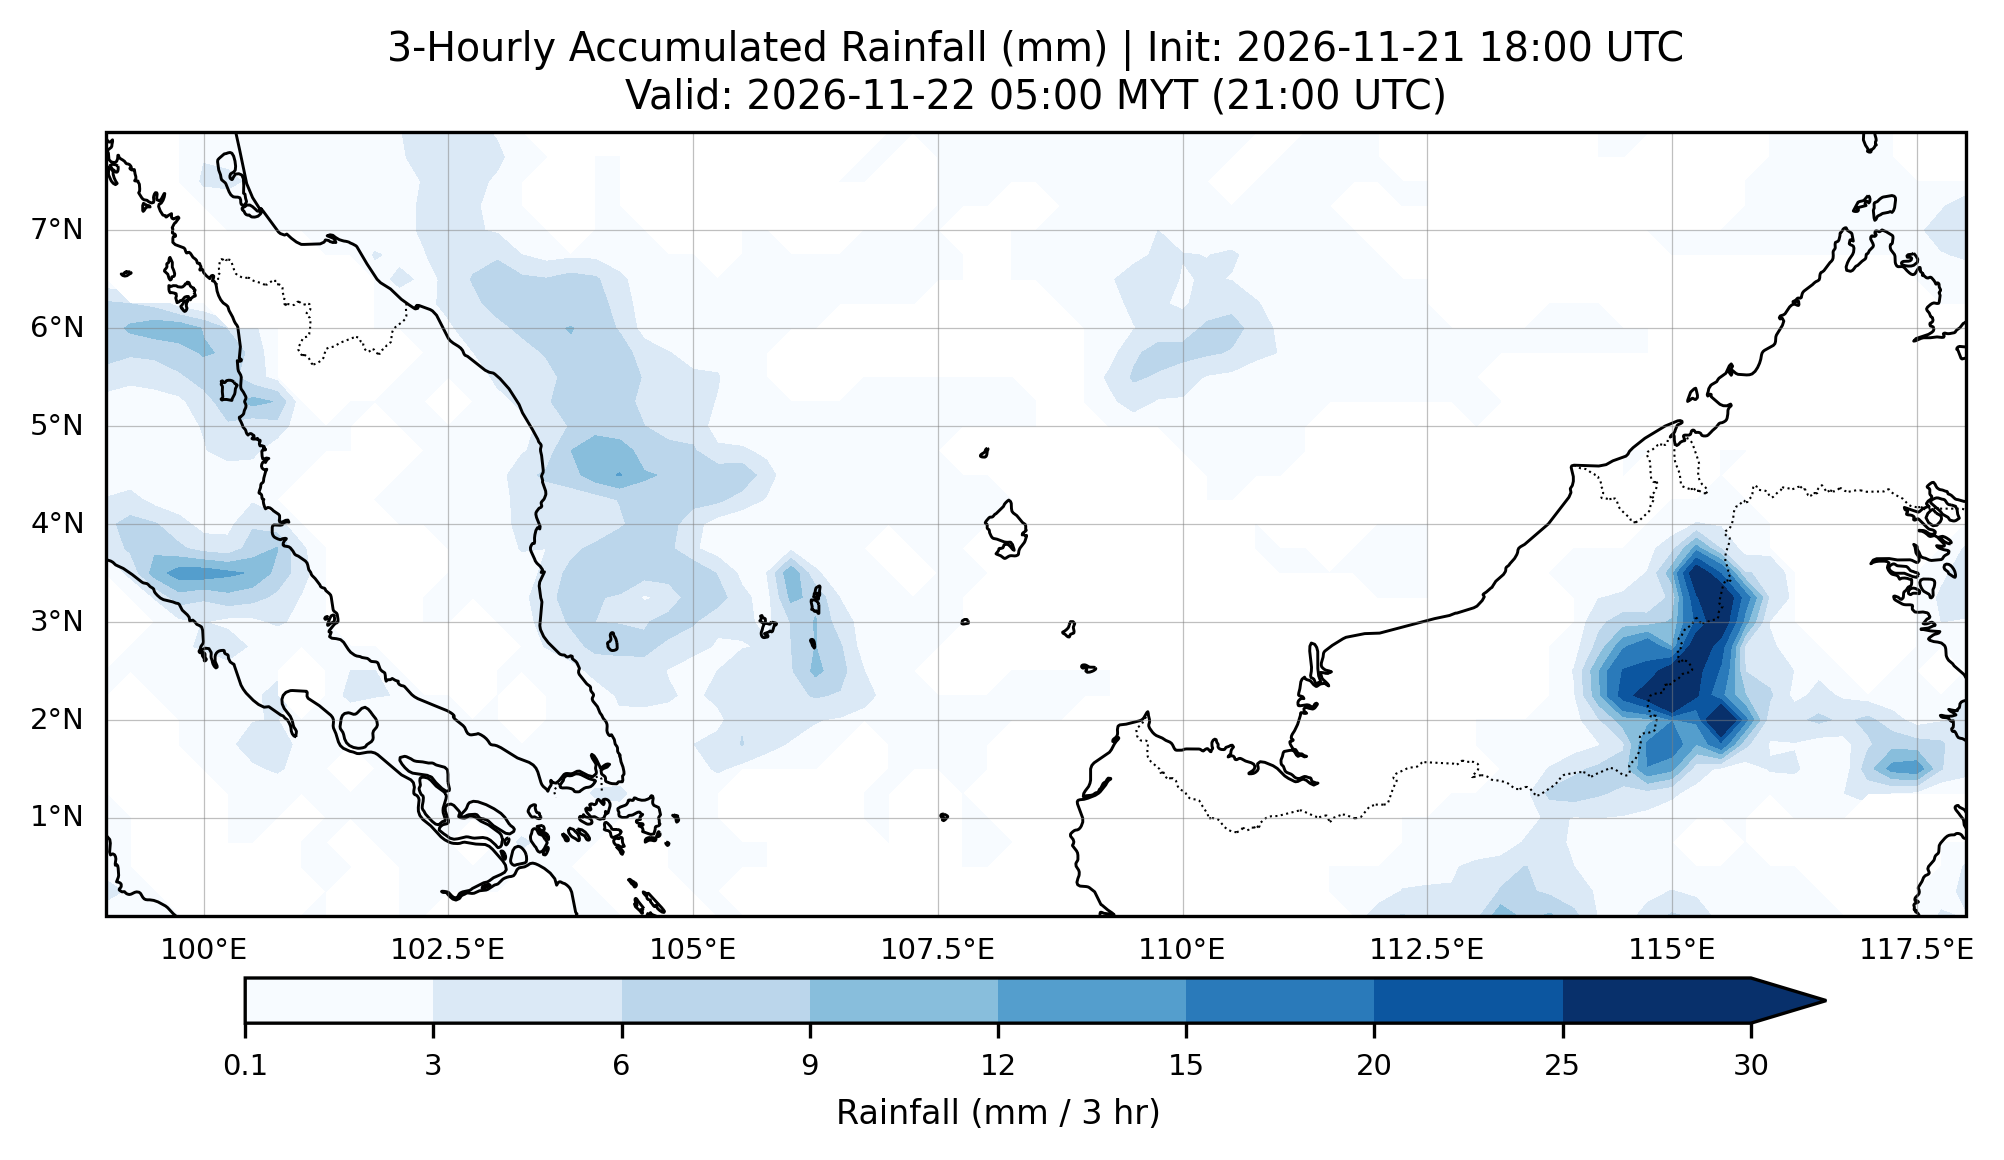 3-Hourly Accumulated Rainfall (mm) | Init: 2026-11-21 18:00 UTC
Valid: 2026-11-22 05:00 MYT (21:00 UTC)
7°N
6°N
5°N
4°N
3°N
2°N
1°N
100°E 102.5°E 105°E 107.5°E 110°E 112.5°E 115°E 117.5°E
0.1 3 6 9 12 15 20 25 30
Rainfall (mm / 3 hr)